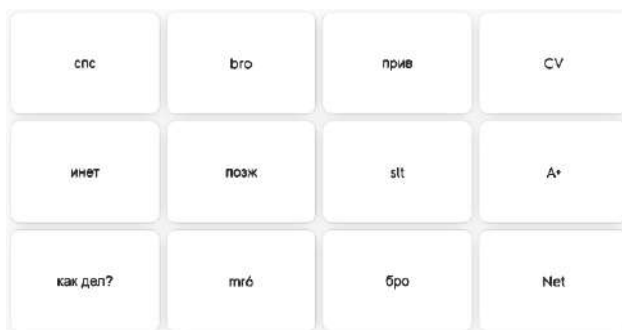 спс
bro
прив
CV
инет
позж
slt
A+
как дел?
mró
бро
Net